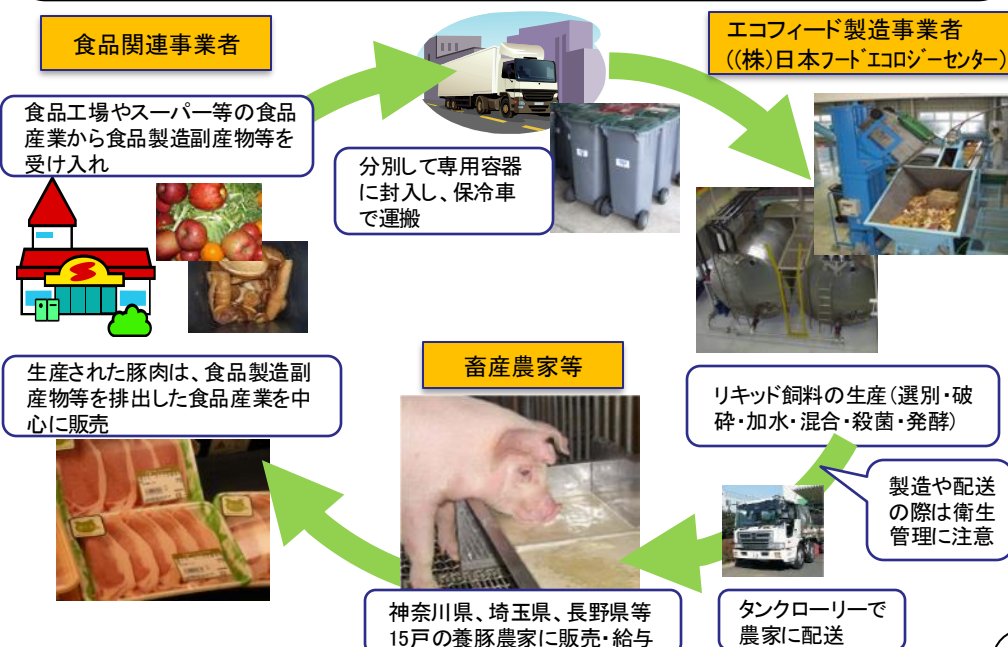 食品関連事業者
エコフィード製造事業者
((株)日本フードエコロジーセンター)
食品工場やスーパー等の食品
産業から食品製造副産物等を
受け入れ
分別して専用容器
に封入し、保冷車
で運搬
生産された豚肉は、食品製造副
産物等を排出した食品産業を中
心に販売
畜産農家等
リキッド飼料の生産(選別・破
砕・加水・混合・殺菌・発酵)
製造や配送
の際は衛生
管理に注意
神奈川県、埼玉県、長野県等
15戸の養豚農家に販売・給与
タンクローリーで
農家に配送